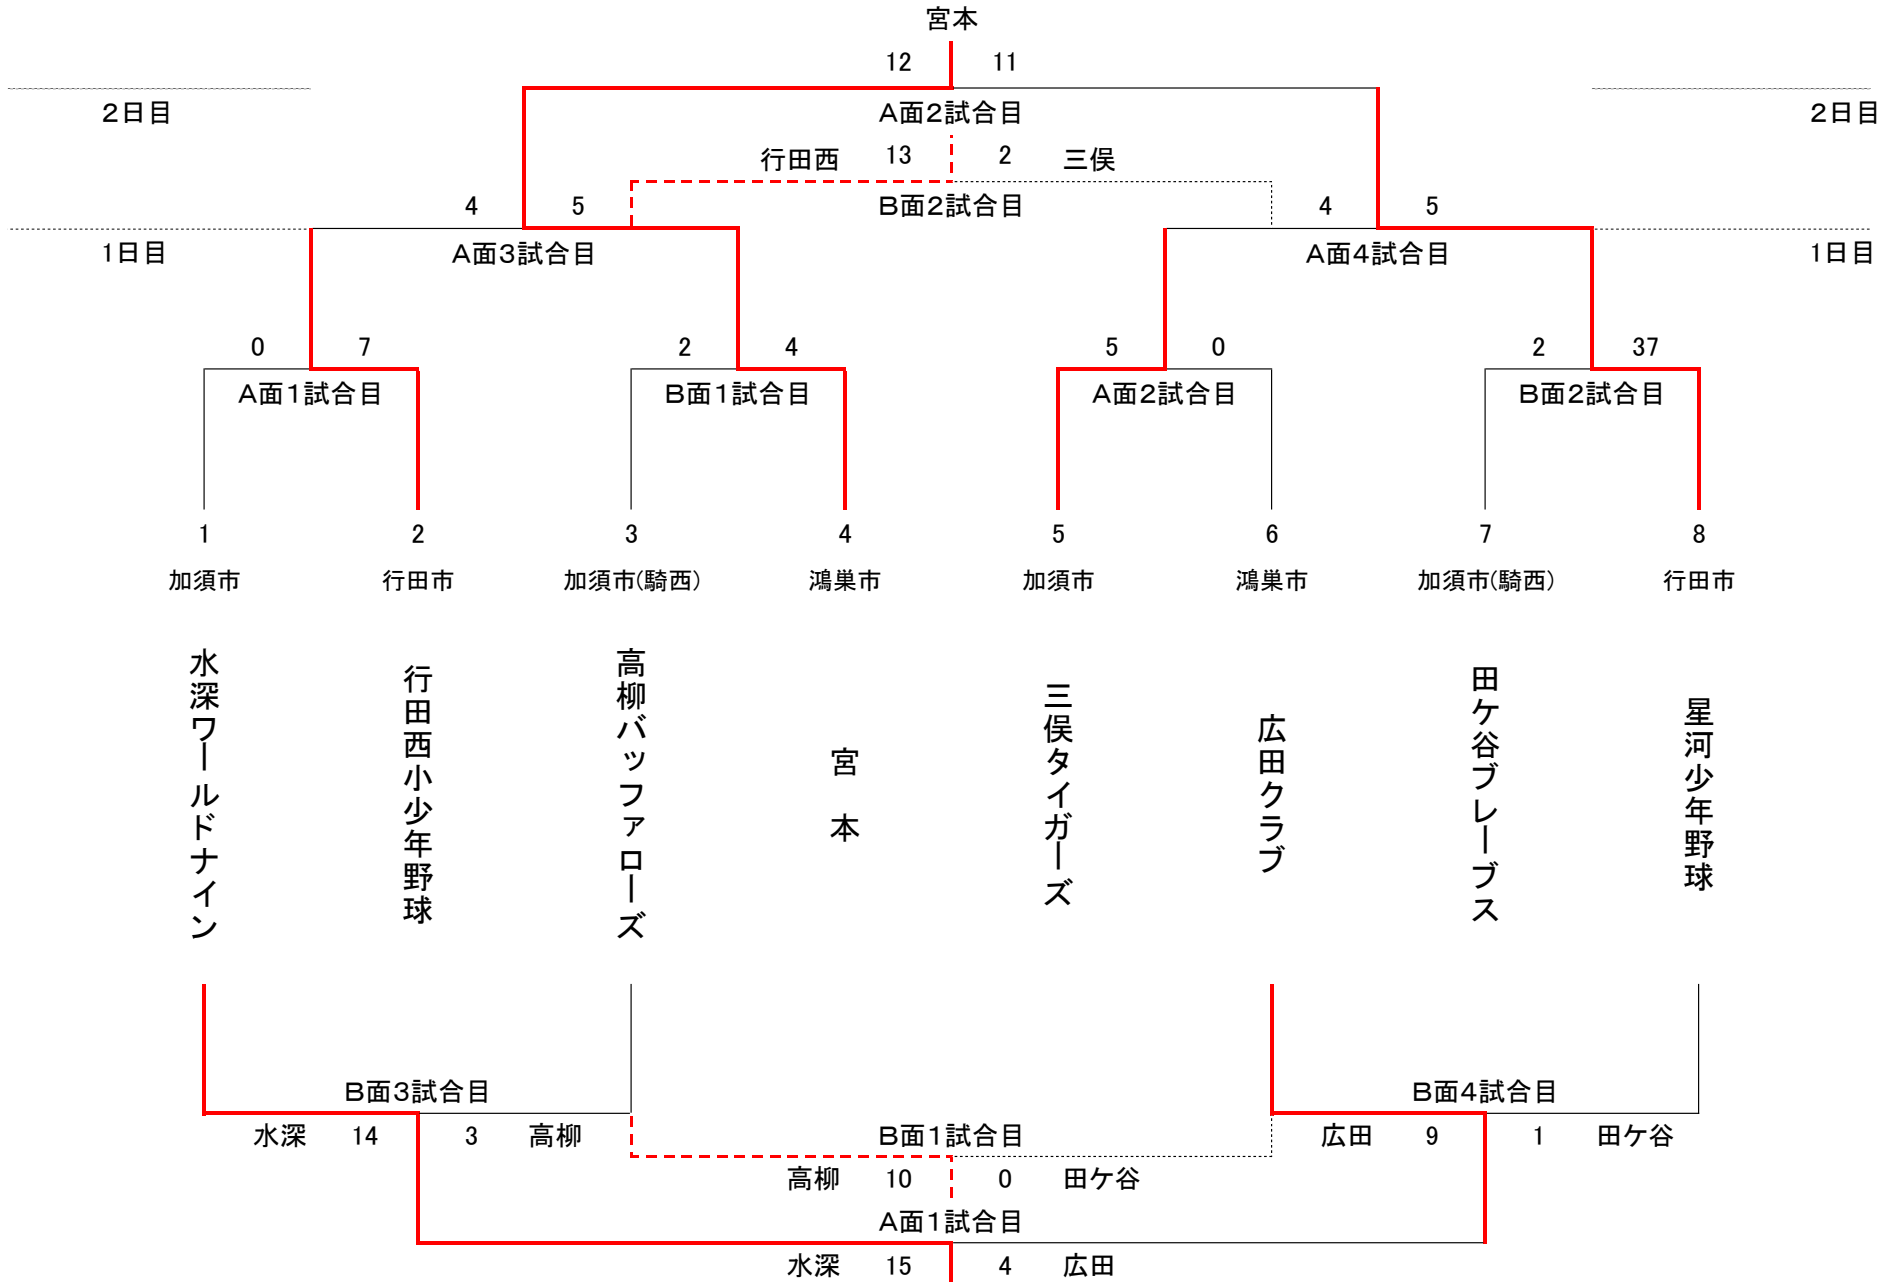 宮本
12 11
2日目 A面2試合目 2日目
行田西 13 2 三俣
4 5 B面2試合目 4 5
1日目 A面3試合目 A面4試合目 1日目
0 7 2 4 5 0 2 37
A面1試合目 B面1試合目 A面2試合目 B面2試合目
1 2 3 4 5 6 7 8
加須市 行田市 加須市(騎西) 鴻巣市 加須市 鴻巣市 加須市(騎西) 行田市
水深ワールドナイン
行田西小少年野球
高柳バッファローズ
宮本
三俣タイガーズ
広田クラブ
田ケ谷ブレーブス
星河少年野球
B面3試合目 B面4試合目
水深 14 3 高柳 B面1試合目 広田 9 1 田ケ谷
高柳 10 0 田ケ谷
A面1試合目
水深 15 4 広田